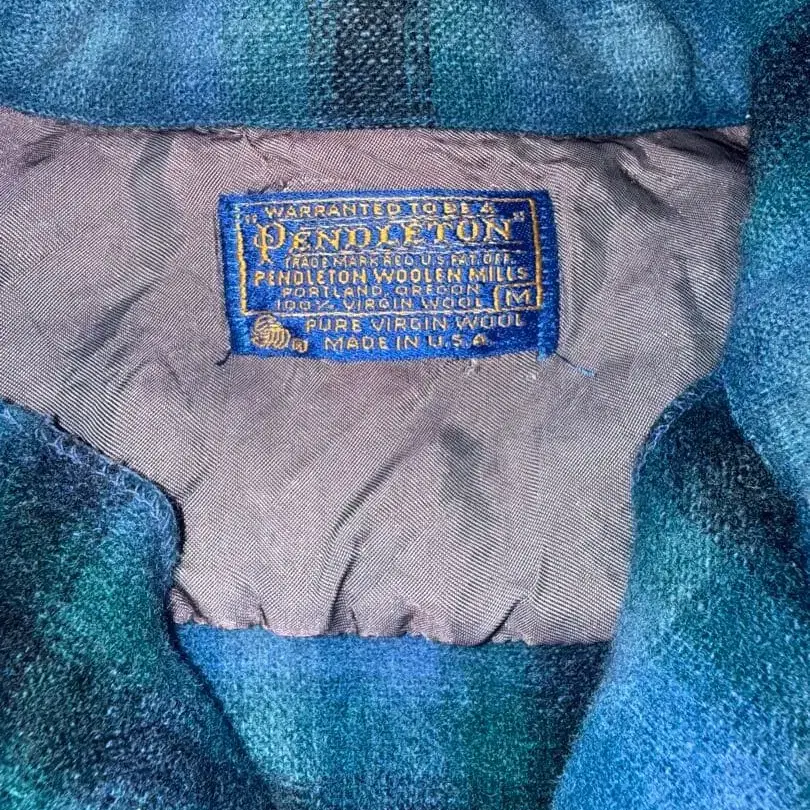 WARRANTED TO BE A
"PENDLETON"
TRADE MARK REG. U.S. PAT. OFF.
PENDLETON WOOLEN MILLS
PORTLAND, OREGON
100% VIRGIN WOOL M
PURE VIRGIN WOOL
MADE IN U.S.A.